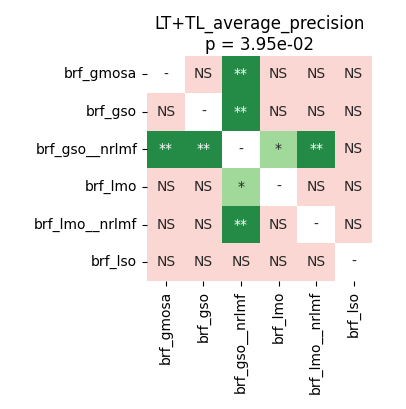 LT+TL_average_precision
p = 3.95e-02
brf_gmosa - NS ** NS NS NS
brf_gso NS - ** NS NS NS
brf_gso__nrlmf ** ** - * ** NS
brf_lmo NS NS * - NS NS
brf_lmo__nrlmf NS NS ** NS - NS
brf_lso NS NS NS NS NS -
brf_gmosa
brf_gso
brf_gso__nrlmf
brf_lmo
brf_lmo__nrlmf
brf_lso